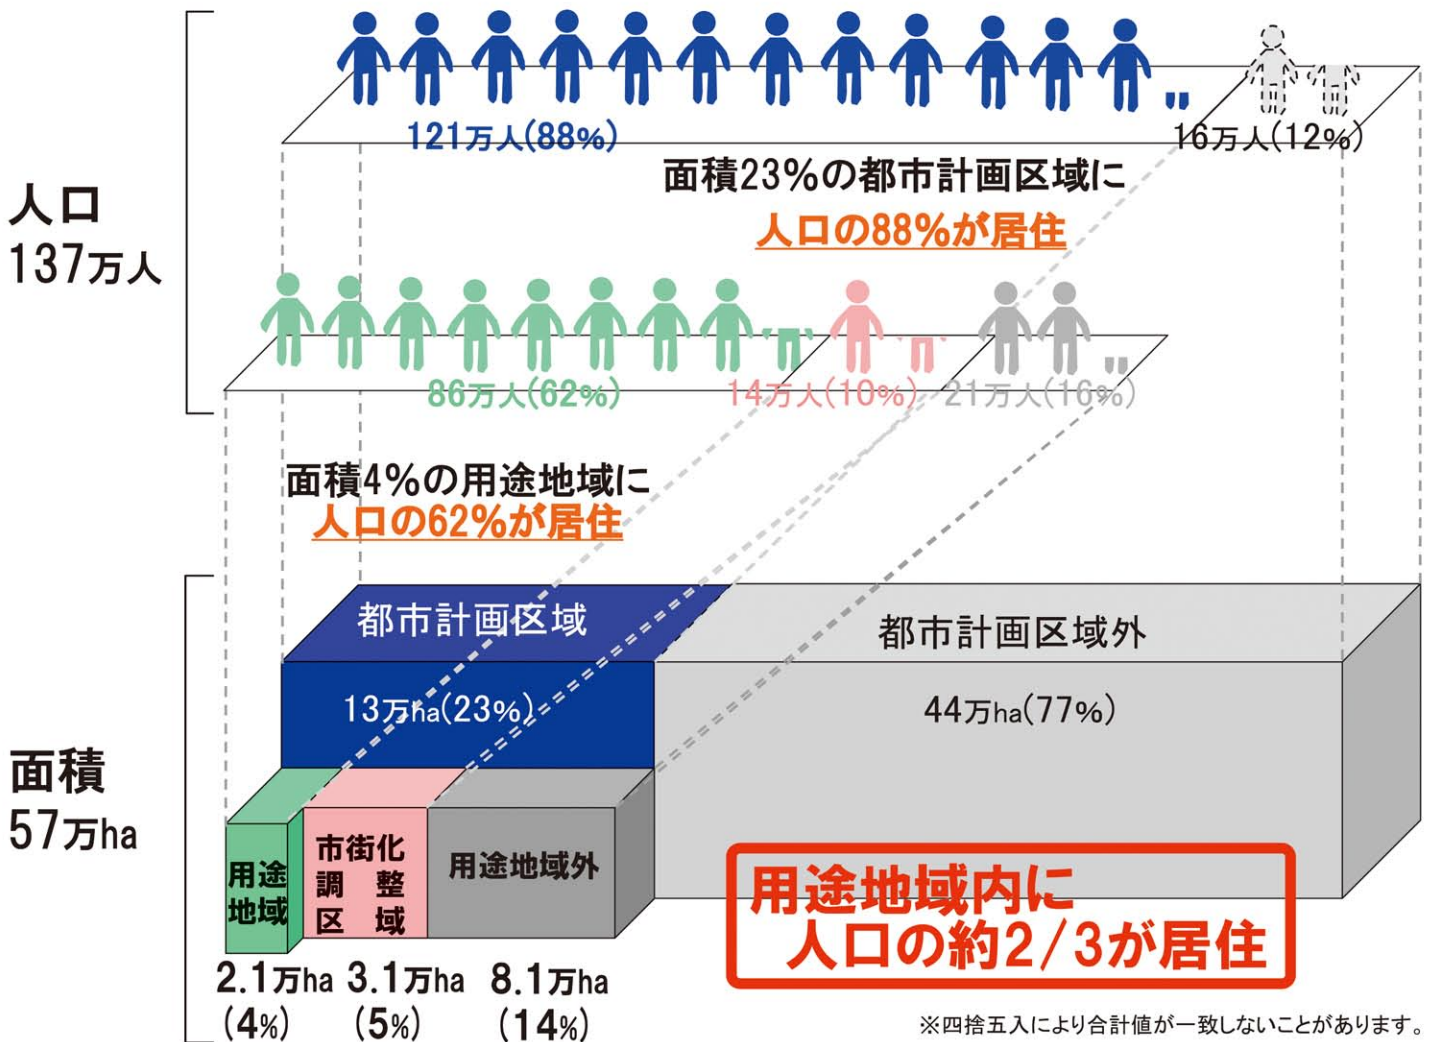 人口
137万人
121万人(88%)
16万人(12%)
面積23%の都市計画区域に
人口の88%が居住
86万人(62%)
14万人(10%)
21万人(16%)
面積4%の用途地域に
人口の62%が居住
面積
57万ha
都市計画区域
都市計画区域外
13万ha(23%)
44万ha(77%)
用途
地域
市街化
調整
区域
用途地域外
2.1万ha
(4%)
3.1万ha
(5%)
8.1万ha
(14%)
用途地域内に
人口の約2/3が居住
※四捨五入により合計値が一致しないことがあります。